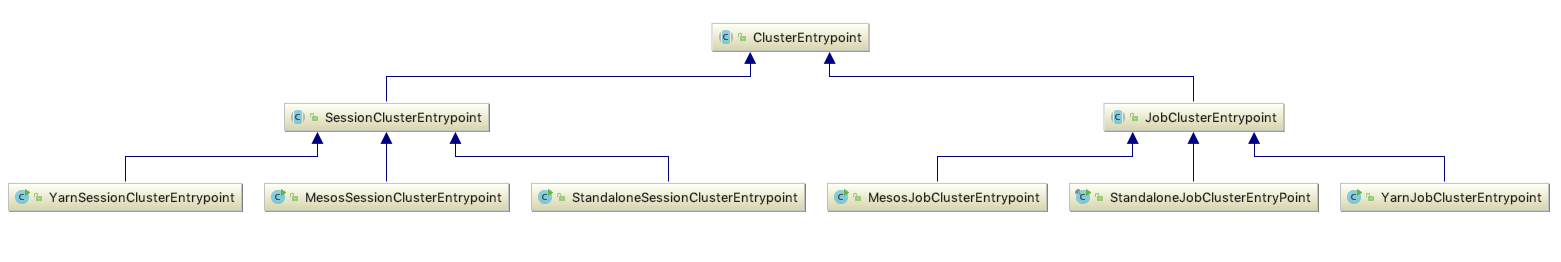 ClusterEntrypoint
SessionClusterEntrypoint
JobClusterEntrypoint
YarnSessionClusterEntrypoint
MesosSessionClusterEntrypoint
StandaloneSessionClusterEntrypoint
MesosJobClusterEntrypoint
StandaloneJobClusterEntryPoint
YarnJobClusterEntrypoint